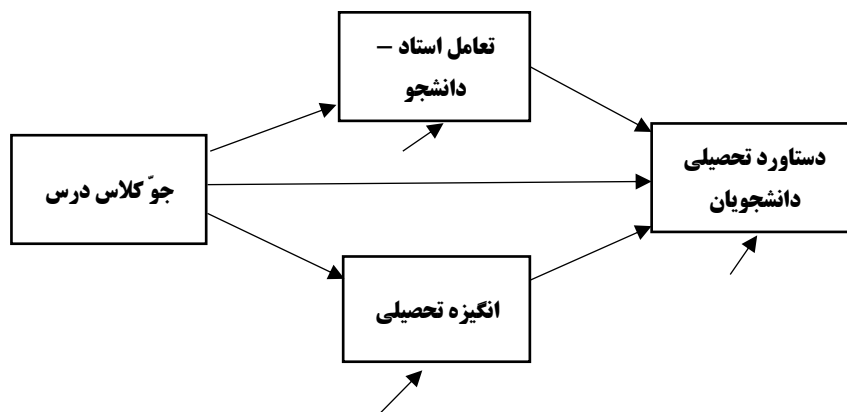 تعامل استاد –
دانشجو
جوّ کلاس درس
دستاورد تحصیلی
دانشجویان
انگیزه تحصیلی